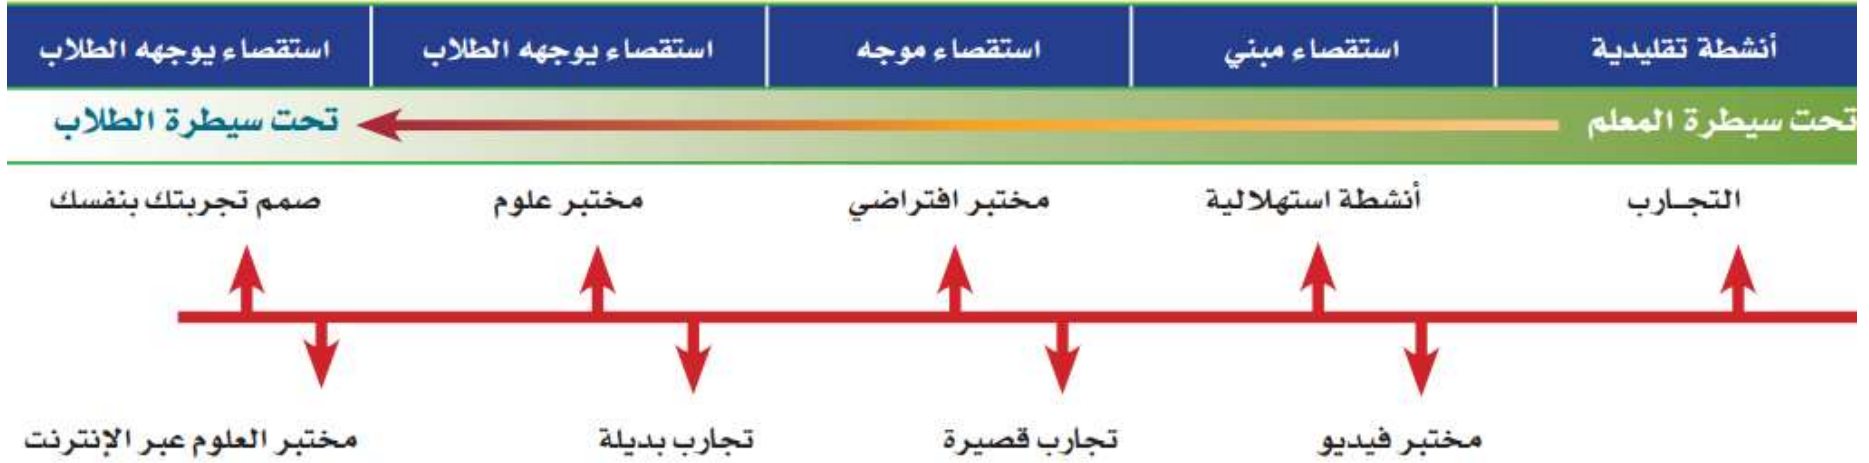 أنشطة تقليدية
استقصاء مبني
استقصاء موجه
استقصاء يوجهه الطلاب
استقصاء يوجهه الطلاب
تحت سيطرة المعلم
تحت سيطرة الطلاب
التجـارب
أنشطة استهلالية
مختبر افتراضي
مختبر علوم
صمم تجربتك بنفسك
مختبر فيديو
تجارب قصيرة
تجارب بديلة
مختبر العلوم عبر الإنترنت